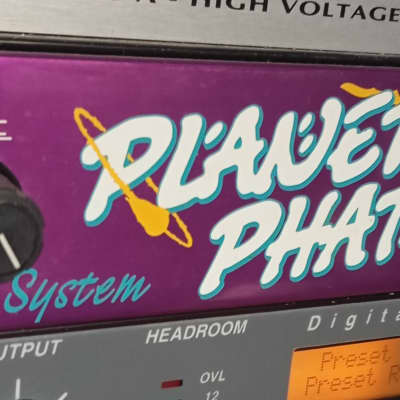 HIGH VOLTAGE
PLANET
PHAT
System
OUTPUT
HEADROOM
Digita
OVL
12
Preset
Preset R